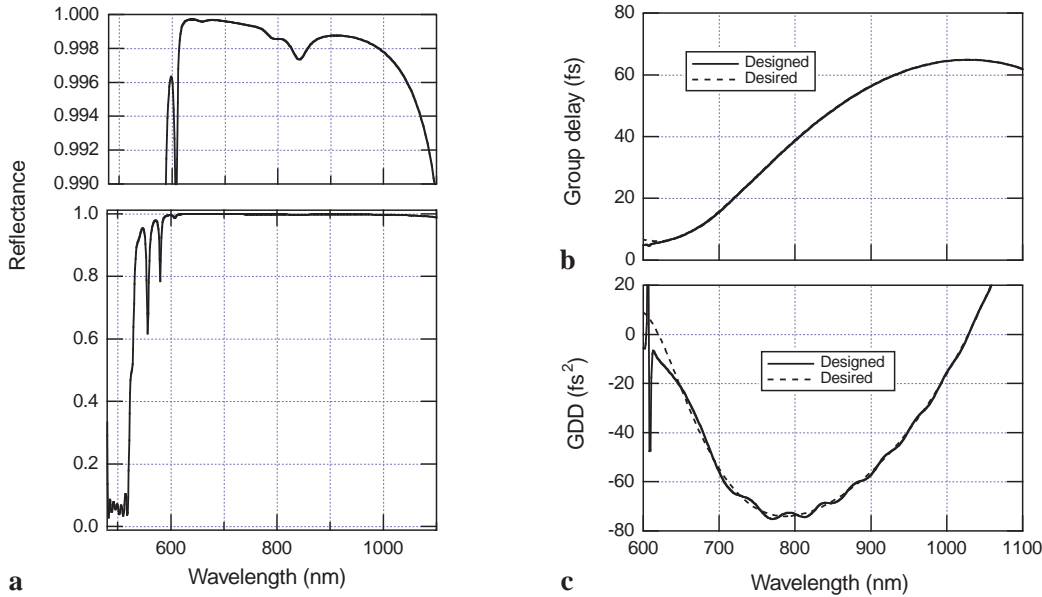 Reflectance
1.000
0.998
0.996
0.994
0.992
0.990
1.0
0.8
0.6
0.4
0.2
0.0
600
800
1000
Wavelength (nm)
a
Group delay (fs)
80
60
40
20
0
Designed
Desired
b
GDD (fs²)
20
0
-20
-40
-60
-80
Designed
Desired
600
700
800
900
1000
1100
Wavelength (nm)
c